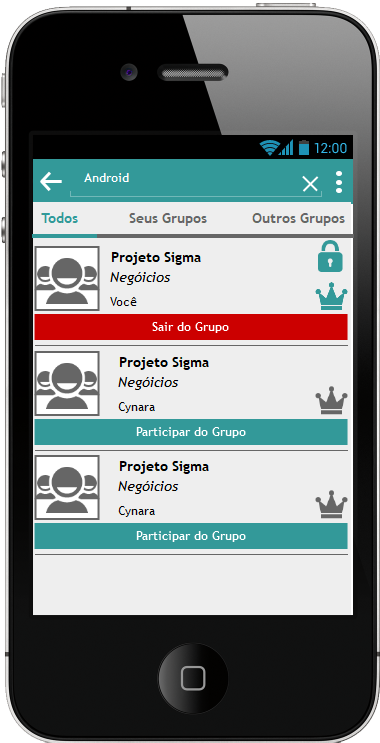 12:00
Android
Todos Seus Grupos Outros Grupos
Projeto Sigma
Negóicios
Você
Sair do Grupo
Projeto Sigma
Negóicios
Cynara
Participar do Grupo
Projeto Sigma
Negóicios
Cynara
Participar do Grupo